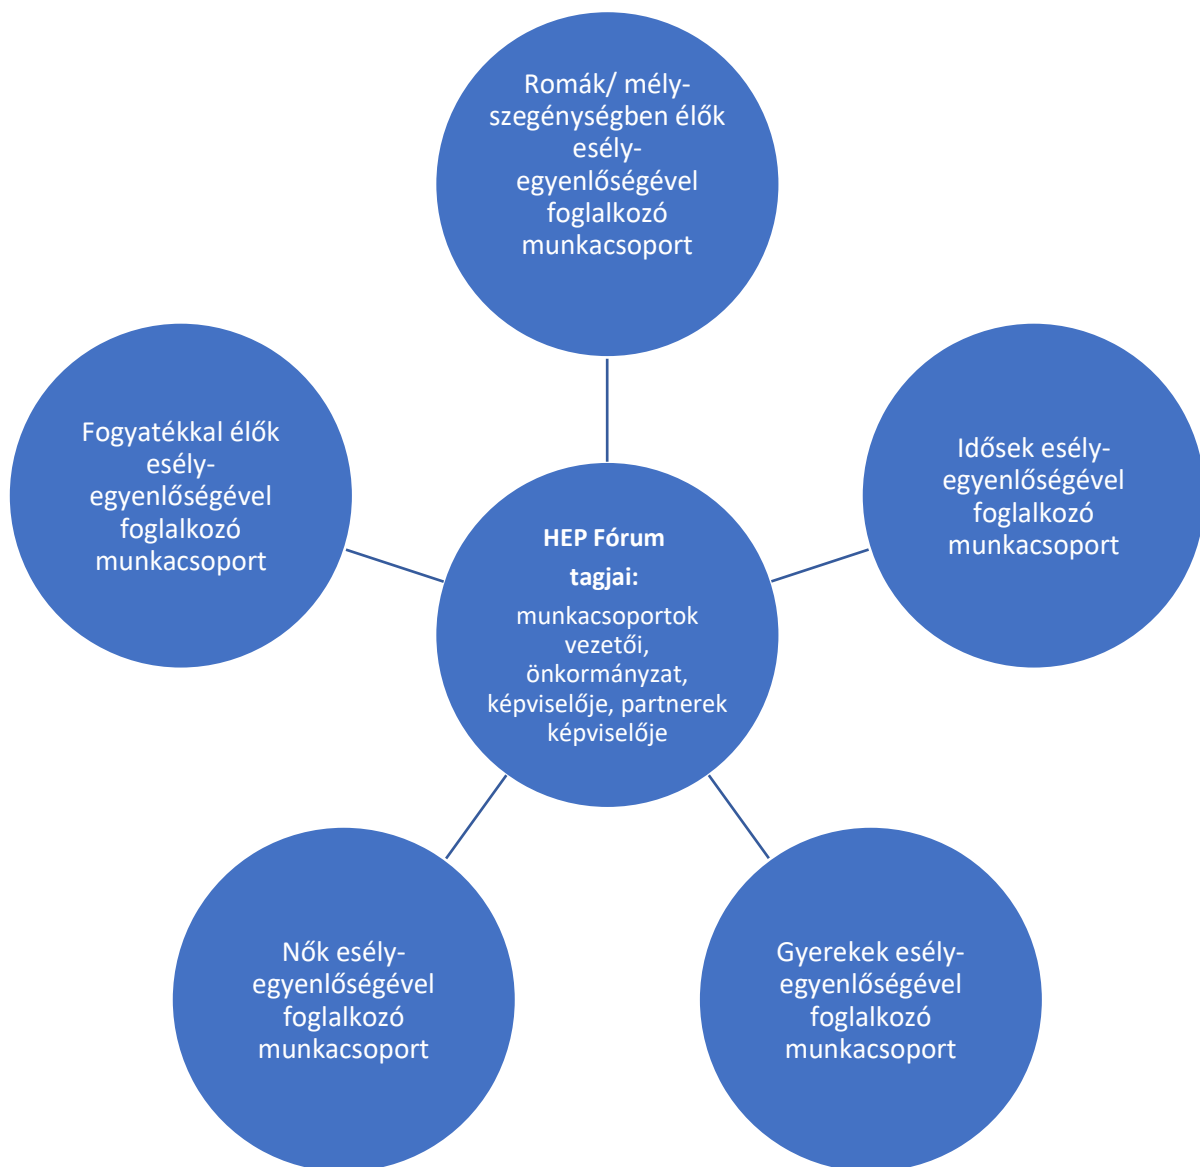 Romák/ mély-
szegénységben élők
esély-
egyenlőségével
foglalkozó
munkacsoport
Fogyatékkal élők
esély-
egyenlőségével
foglalkozó
munkacsoport
Idősek esély-
egyenlőségével
foglalkozó
munkacsoport
HEP Fórum
tagjai:
munkacsoportok
vezetői,
önkormányzat,
képviselője, partnerek
képviselője
Nők esély-
egyenlőségével
foglalkozó
munkacsoport
Gyerekek esély-
egyenlőségével
foglalkozó
munkacsoport